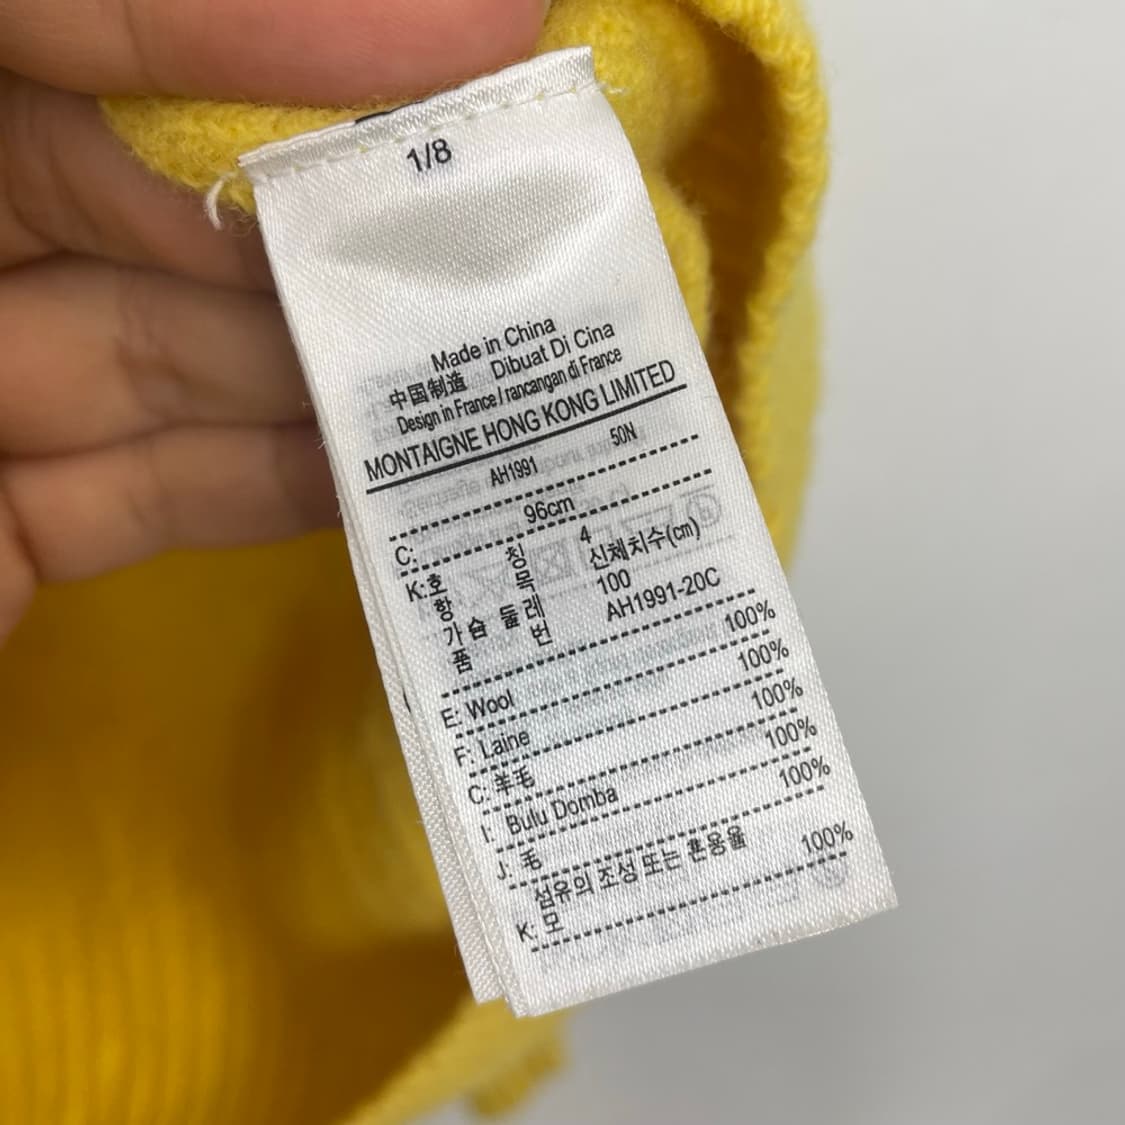 1/8
Made in China
中国制造 Dibuat Di Cina
Design in France / rancangan di France
MONTAIGNE HONG KONG LIMITED
AH1991 50N
C: 96cm
K:호 칭 4
항 목 신체치수(cm)
가 슴 둘 레 100
품 번 AH1991-20C
E: Wool 100%
F: Laine 100%
C: 羊毛 100%
I: Bulu Domba 100%
J: 毛 100%
섬유의 조성 또는 혼용율
K: 모 100%